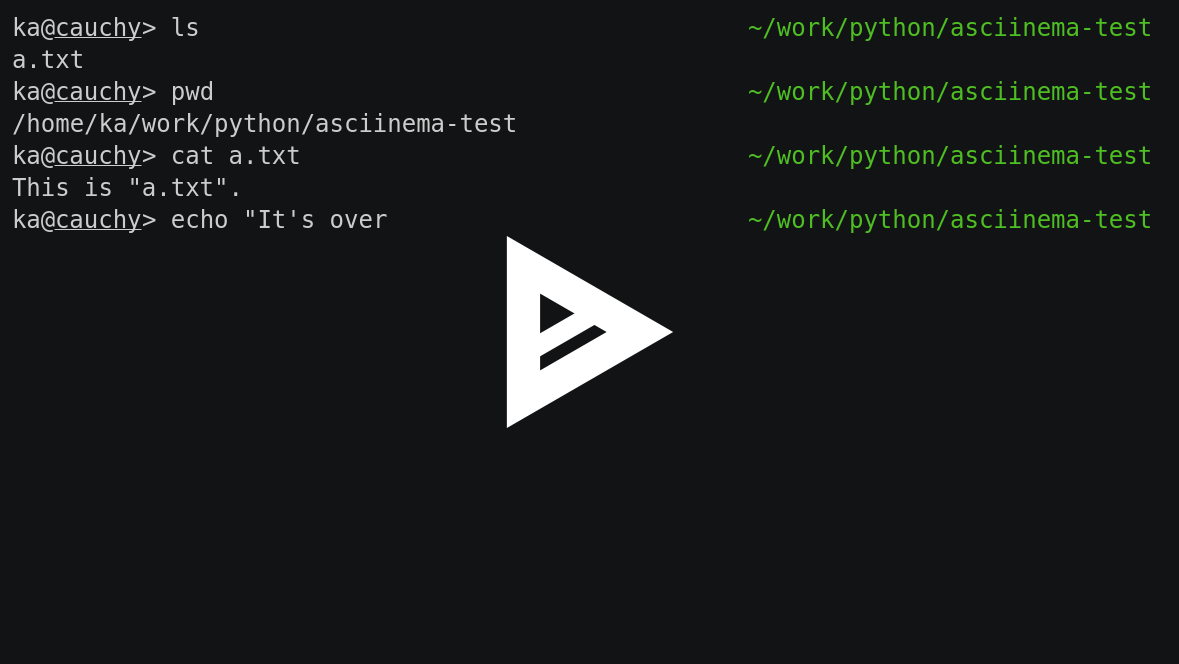 ka@cauchy> ls ~/work/python/asciinema-test
a.txt
ka@cauchy> pwd ~/work/python/asciinema-test
/home/ka/work/python/asciinema-test
ka@cauchy> cat a.txt ~/work/python/asciinema-test
This is "a.txt".
ka@cauchy> echo "It's over ~/work/python/asciinema-test